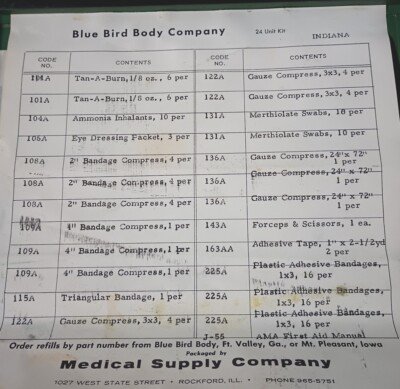 Blue Bird Body Company 24 Unit Kit INDIANA
CODE NO. CONTENTS CODE NO. CONTENTS
101A Tan-A-Burn, 1/8 oz., 6 per 122A Gauze Compress, 3x3, 4 per
101A Tan-A-Burn, 1/8 oz., 6 per 122A Gauze Compress, 3x3, 4 per
104A Ammonia Inhalants, 10 per 131A Merthiolate Swabs, 10 per
106A Eye Dressing Packet, 3 per 131A Merthiolate Swabs, 10 per
108A 2" Bandage Compress, 4 per 136A Gauze Compress, 24" x 72" 1 per
108A 2" Bandage Compress, 4 per 136A Gauze Compress, 24" x 72" 1 per
108A 2" Bandage Compress, 4 per 136A Gauze Compress, 24" x 72" 1 per
109A 4" Bandage Compress, 1 per 143A Forceps & Scissors, 1 ea.
109A 4" Bandage Compress, 1 per 163AA Adhesive Tape, 1" x 2-1/2yd 2 per
109A 4" Bandage Compress, 1 per 225A Plastic Adhesive Bandages, 1x3, 16 per
115A Triangular Bandage, 1 per 225A Plastic Adhesive Bandages, 1x3, 16 per
122A Gauze Compress, 3x3, 4 per 225A Plastic Adhesive Bandages, 1x3, 16 per
J-55 AMA First Aid Manual
Order refills by part number from Blue Bird Body, Ft. Valley, Ga., or Mt. Pleasant, Iowa
Packaged by
Medical Supply Company
1027 WEST STATE STREET • ROCKFORD, ILL. • PHONE 965-5751